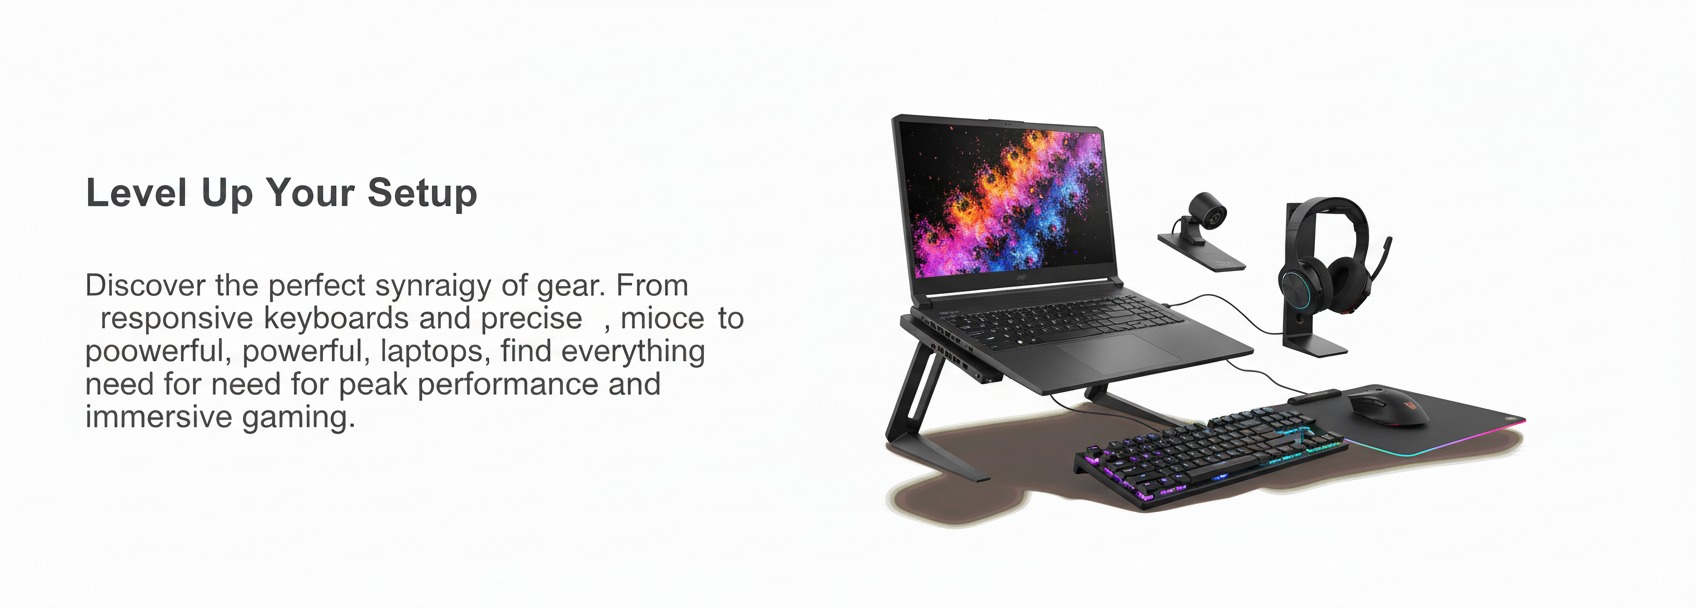 Level Up Your Setup
Discover the perfect synraigy of gear. From
responsive keyboards and precise , mioce to
poowerful, powerful, laptops, find everything
need for need for peak performance and
immersive gaming.